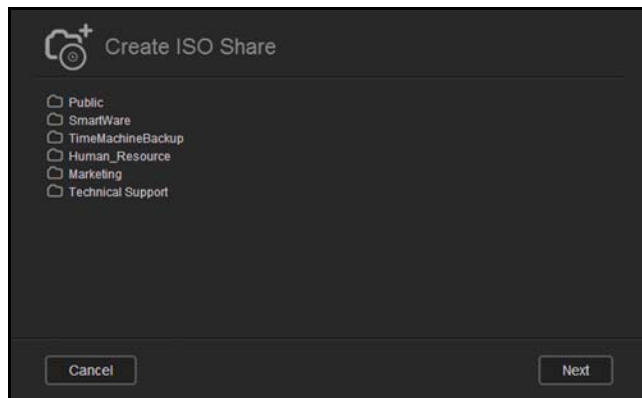 Create ISO Share
Public
SmartWare
TimeMachineBackup
Human_Resource
Marketing
Technical Support
Cancel
Next